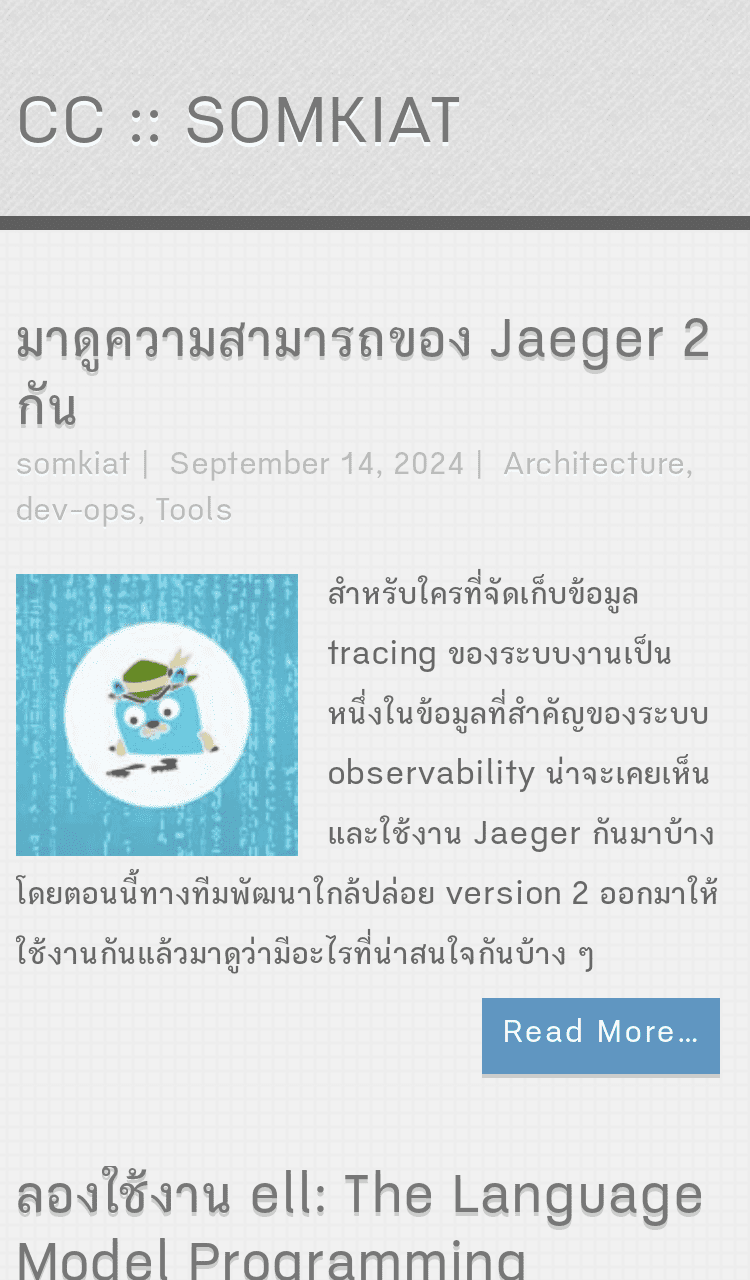 CC :: SOMKIAT
มาดูความสามารถของ Jaeger 2
กัน
somkiat | September 14, 2024 | Architecture,
dev-ops, Tools
สำหรับใครที่จัดเก็บข้อมูล
tracing ของระบบงานเป็น
หนึ่งในข้อมูลที่สำคัญของระบบ
observability น่าจะเคยเห็น
และใช้งาน Jaeger กันมาบ้าง
โดยตอนนี้ทางทีมพัฒนาใกล้ปล่อย version 2 ออกมาให้
ใช้งานกันแล้วมาดูว่ามีอะไรที่น่าสนใจกันบ้าง ๆ
Read More...
ลองใช้งาน ell: The Language
Model Programming